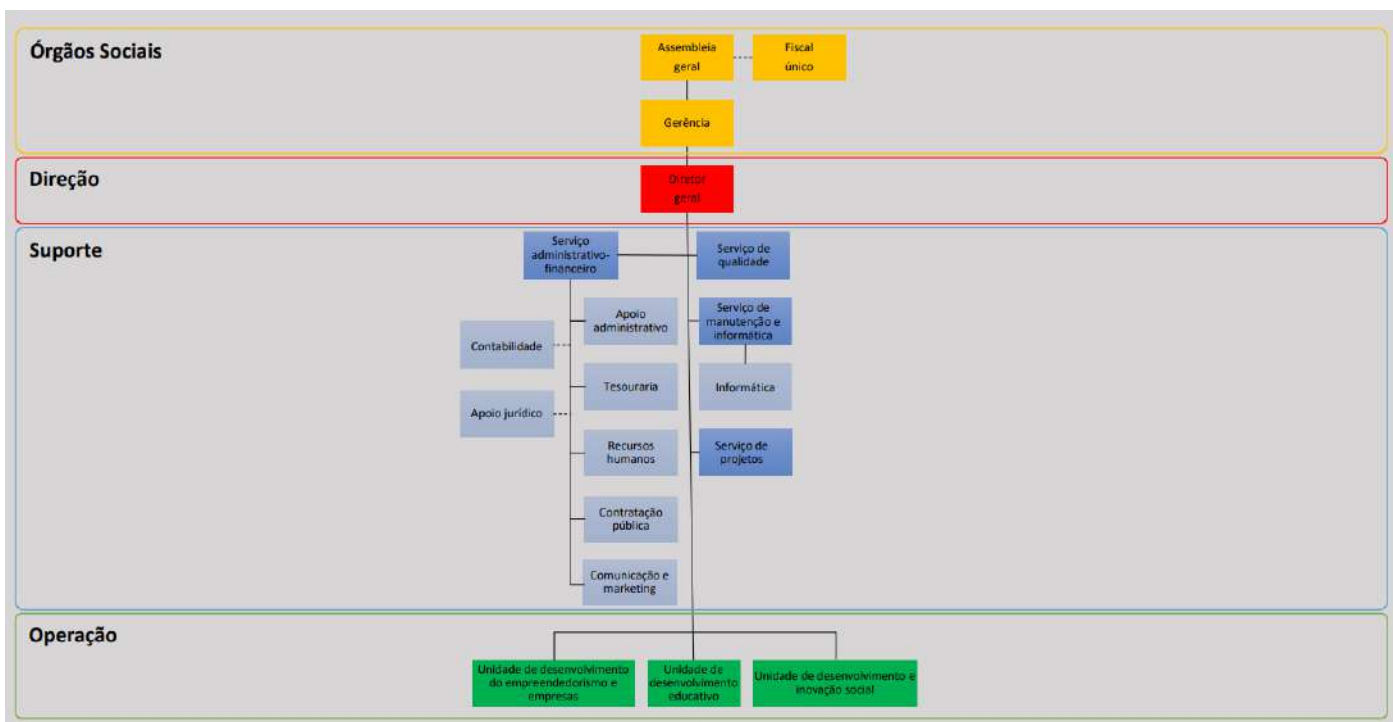 Órgãos Sociais
Assembleia
geral
Fiscal
único
Gerência
Direção
Diretor
geral
Suporte
Serviço
administrativo-
financeiro
Serviço de
qualidade
Apoio
administrativo
Serviço de
manutenção e
informática
Contabilidade
Tesouraria
Informática
Apoio jurídico
Recursos
humanos
Serviço de
projetos
Contratação
pública
Comunicação e
marketing
Operação
Unidade de desenvolvimento
do empreendedorismo e
empresas
Unidade de
desenvolvimento
educativo
Unidade de desenvolvimento e
inovação social